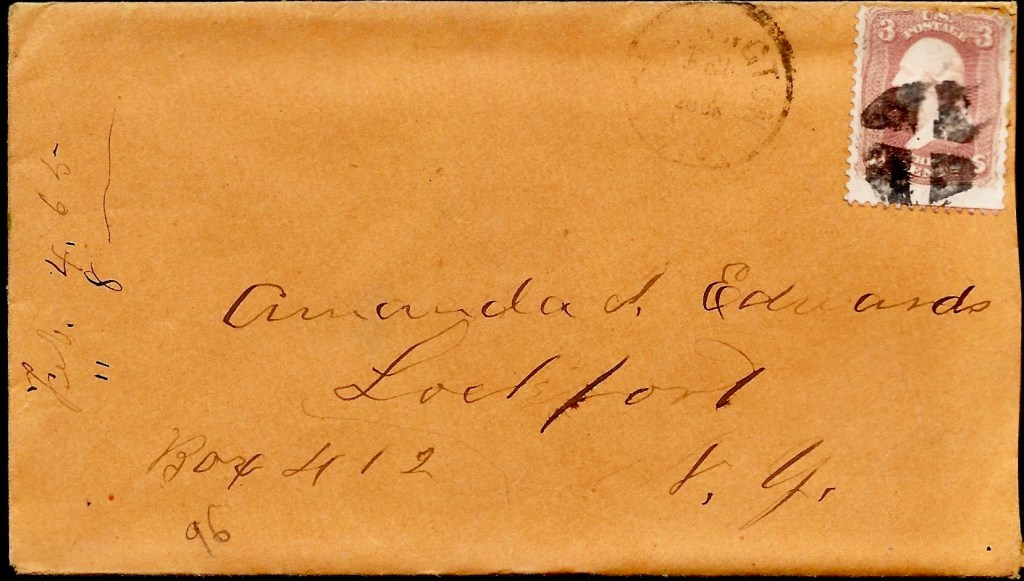 U.S.
POSTAGE
3 3
Feb. 4, 65
" 8
Amanda J. Edwards
Lockport
Box 412 N. Y.
96